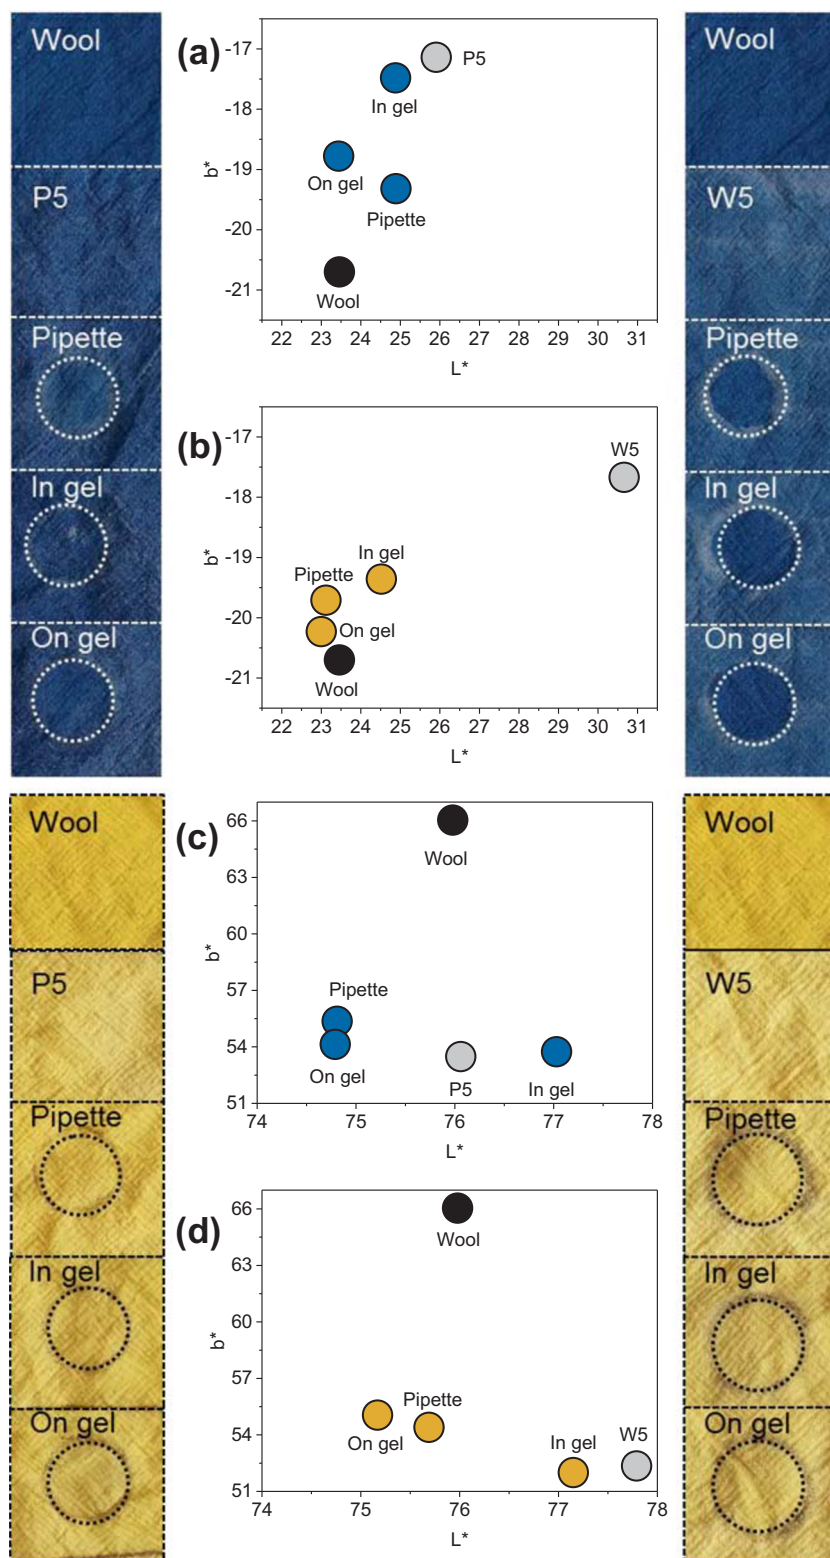 Wool
P5
Pipette
In gel
On gel
(a)
-17
-18
-19
-20
-21
b*
P5
In gel
On gel
Pipette
Wool
22 23 24 25 26 27 28 29 30 31
L*
Wool
W5
Pipette
In gel
On gel
(b)
-17
-18
-19
-20
-21
b*
W5
In gel
Pipette
On gel
Wool
22 23 24 25 26 27 28 29 30 31
L*
Wool
P5
Pipette
In gel
On gel
(c)
66
63
60
57
54
51
b*
Wool
Pipette
On gel
P5
In gel
74 75 76 77 78
L*
Wool
W5
Pipette
In gel
On gel
(d)
66
63
60
57
54
51
b*
Wool
Pipette
On gel
In gel
W5
74 75 76 77 78
L*